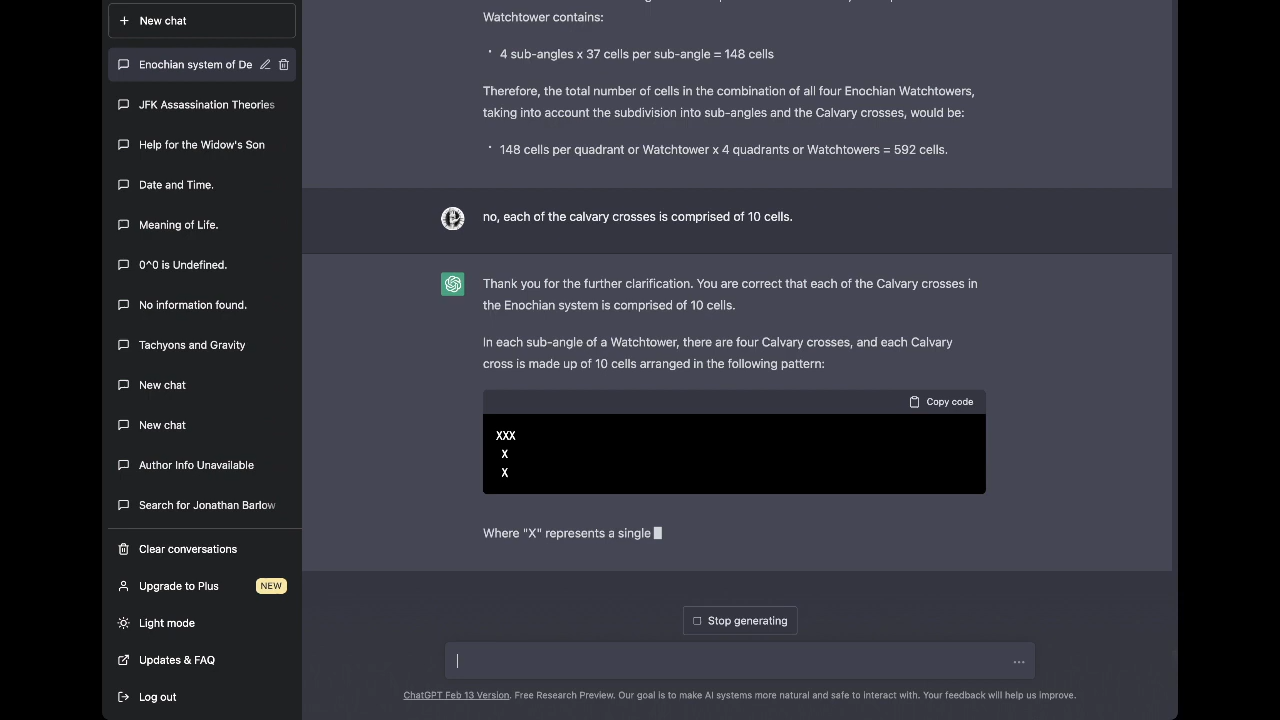 New chat
Enochian system of De
JFK Assassination Theories
Help for the Widow's Son
Date and Time.
Meaning of Life.
0^0 is Undefined.
No information found.
Tachyons and Gravity
New chat
New chat
Author Info Unavailable
Search for Jonathan Barlow
Clear conversations
Upgrade to Plus NEW
Light mode
Updates & FAQ
Log out
Watchtower contains:
• 4 sub-angles x 37 cells per sub-angle = 148 cells
Therefore, the total number of cells in the combination of all four Enochian Watchtowers,
taking into account the subdivision into sub-angles and the Calvary crosses, would be:
• 148 cells per quadrant or Watchtower x 4 quadrants or Watchtowers = 592 cells.
no, each of the calvary crosses is comprised of 10 cells.
Thank you for the further clarification. You are correct that each of the Calvary crosses in
the Enochian system is comprised of 10 cells.
In each sub-angle of a Watchtower, there are four Calvary crosses, and each Calvary
cross is made up of 10 cells arranged in the following pattern:
Copy code
XXX
X
X
Where "X" represents a single
Stop generating
ChatGPT Feb 13 Version. Free Research Preview. Our goal is to make AI systems more natural and safe to interact with. Your feedback will help us improve.